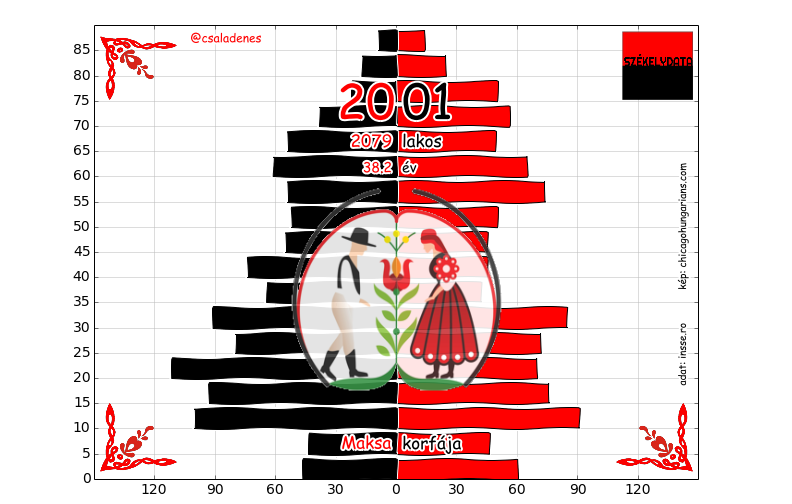 @csaladenes
SZÉKELYDATA
2001
2079 lakos
38.2 év
kép: chicagohungarians.com
adat: insse.ro
Maksa korfája
85
80
75
70
65
60
55
50
45
40
35
30
25
20
15
10
5
0
120 90 60 30 0 30 60 90 120